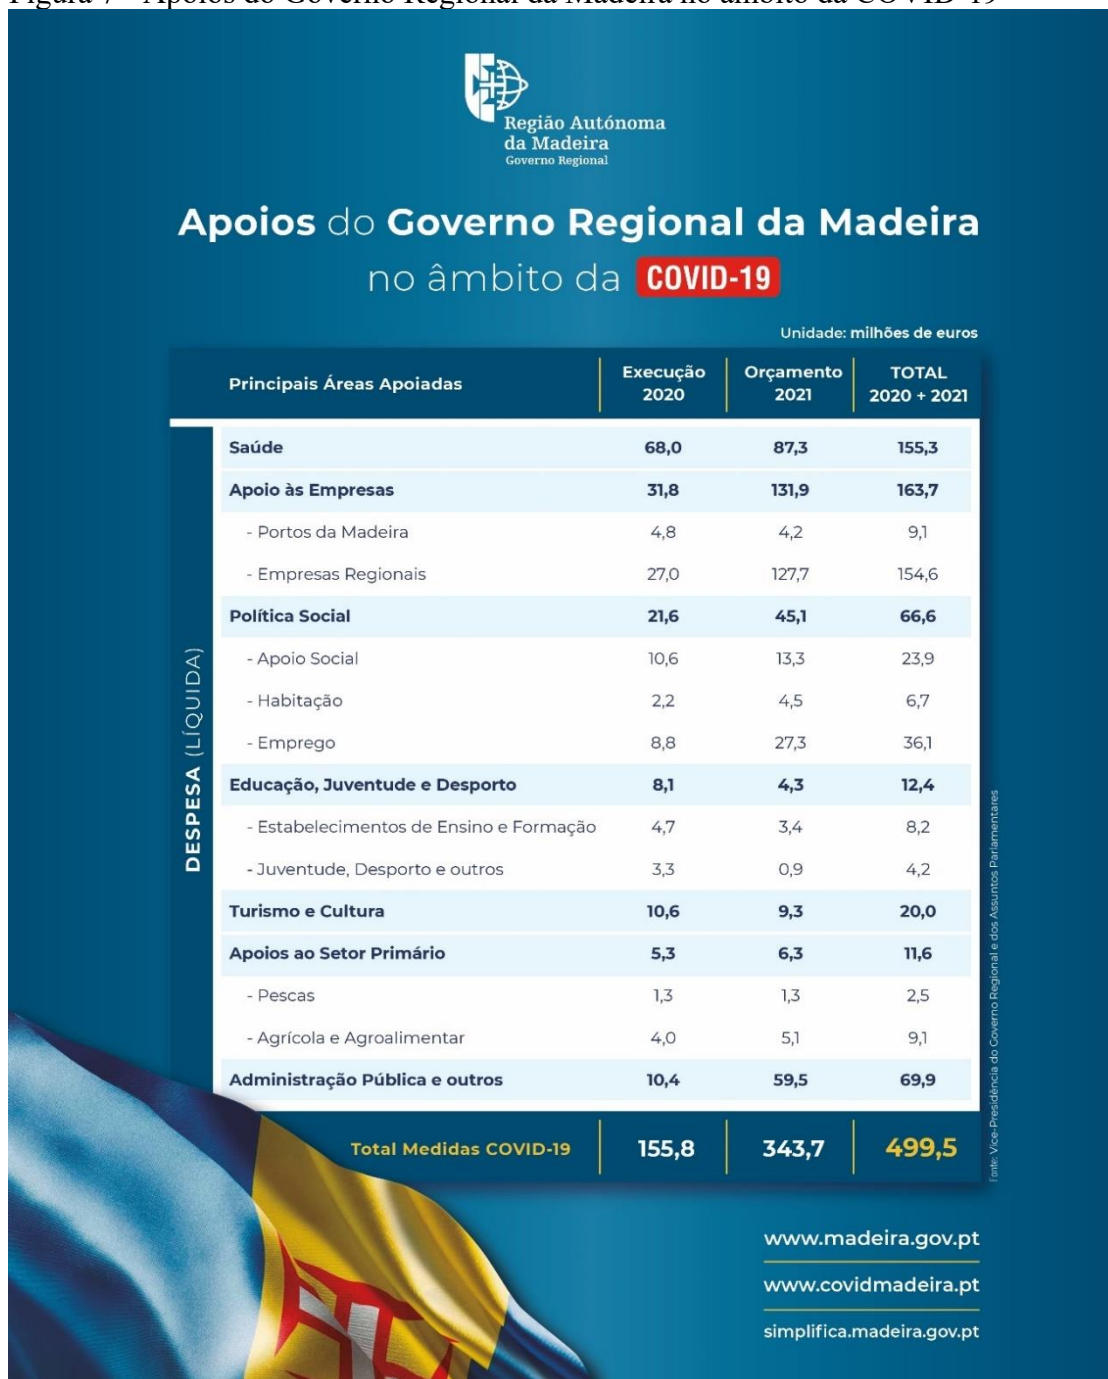 Figura 7 - Apoios do Governo Regional da Madeira no âmbito da COVID-19
Região Autónoma
da Madeira
Governo Regional
Apoios do Governo Regional da Madeira
no âmbito da COVID-19
Unidade: milhões de euros
Principais Áreas Apoiadas Execução 2020 Orçamento 2021 TOTAL 2020 + 2021
DESPESA (LÍQUIDA)
Saúde 68,0 87,3 155,3
Apoio às Empresas 31,8 131,9 163,7
- Portos da Madeira 4,8 4,2 9,1
- Empresas Regionais 27,0 127,7 154,6
Política Social 21,6 45,1 66,6
- Apoio Social 10,6 13,3 23,9
- Habitação 2,2 4,5 6,7
- Emprego 8,8 27,3 36,1
Educação, Juventude e Desporto 8,1 4,3 12,4
- Estabelecimentos de Ensino e Formação 4,7 3,4 8,2
- Juventude, Desporto e outros 3,3 0,9 4,2
Turismo e Cultura 10,6 9,3 20,0
Apoios ao Setor Primário 5,3 6,3 11,6
- Pescas 1,3 1,3 2,5
- Agrícola e Agroalimentar 4,0 5,1 9,1
Administração Pública e outros 10,4 59,5 69,9
Total Medidas COVID-19 155,8 343,7 499,5
Fonte: Vice-Presidência do Governo Regional e dos Assuntos Parlamentares
www.madeira.gov.pt
www.covidmadeira.pt
simplifica.madeira.gov.pt